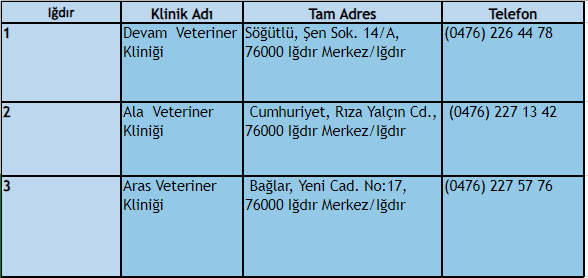 Iğdır Klinik Adı Tam Adres Telefon
1 Devam Veteriner Söğütlü, Şen Sok. 14/A, (0476) 226 44 78
Kliniği 76000 Iğdır Merkez/Iğdır
2 Ala Veteriner Cumhuriyet, Rıza Yalçın Cd., (0476) 227 13 42
Kliniği 76000 Iğdır Merkez/Iğdır
3 Aras Veteriner Bağlar, Yeni Cad. No:17, (0476) 227 57 76
Kliniği 76000 Iğdır Merkez/Iğdır